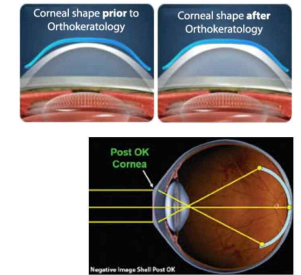 Corneal shape prior to
Orthokeratology
Corneal shape after
Orthokeratology
Post OK
Cornea
Negative Image Shell Post OK